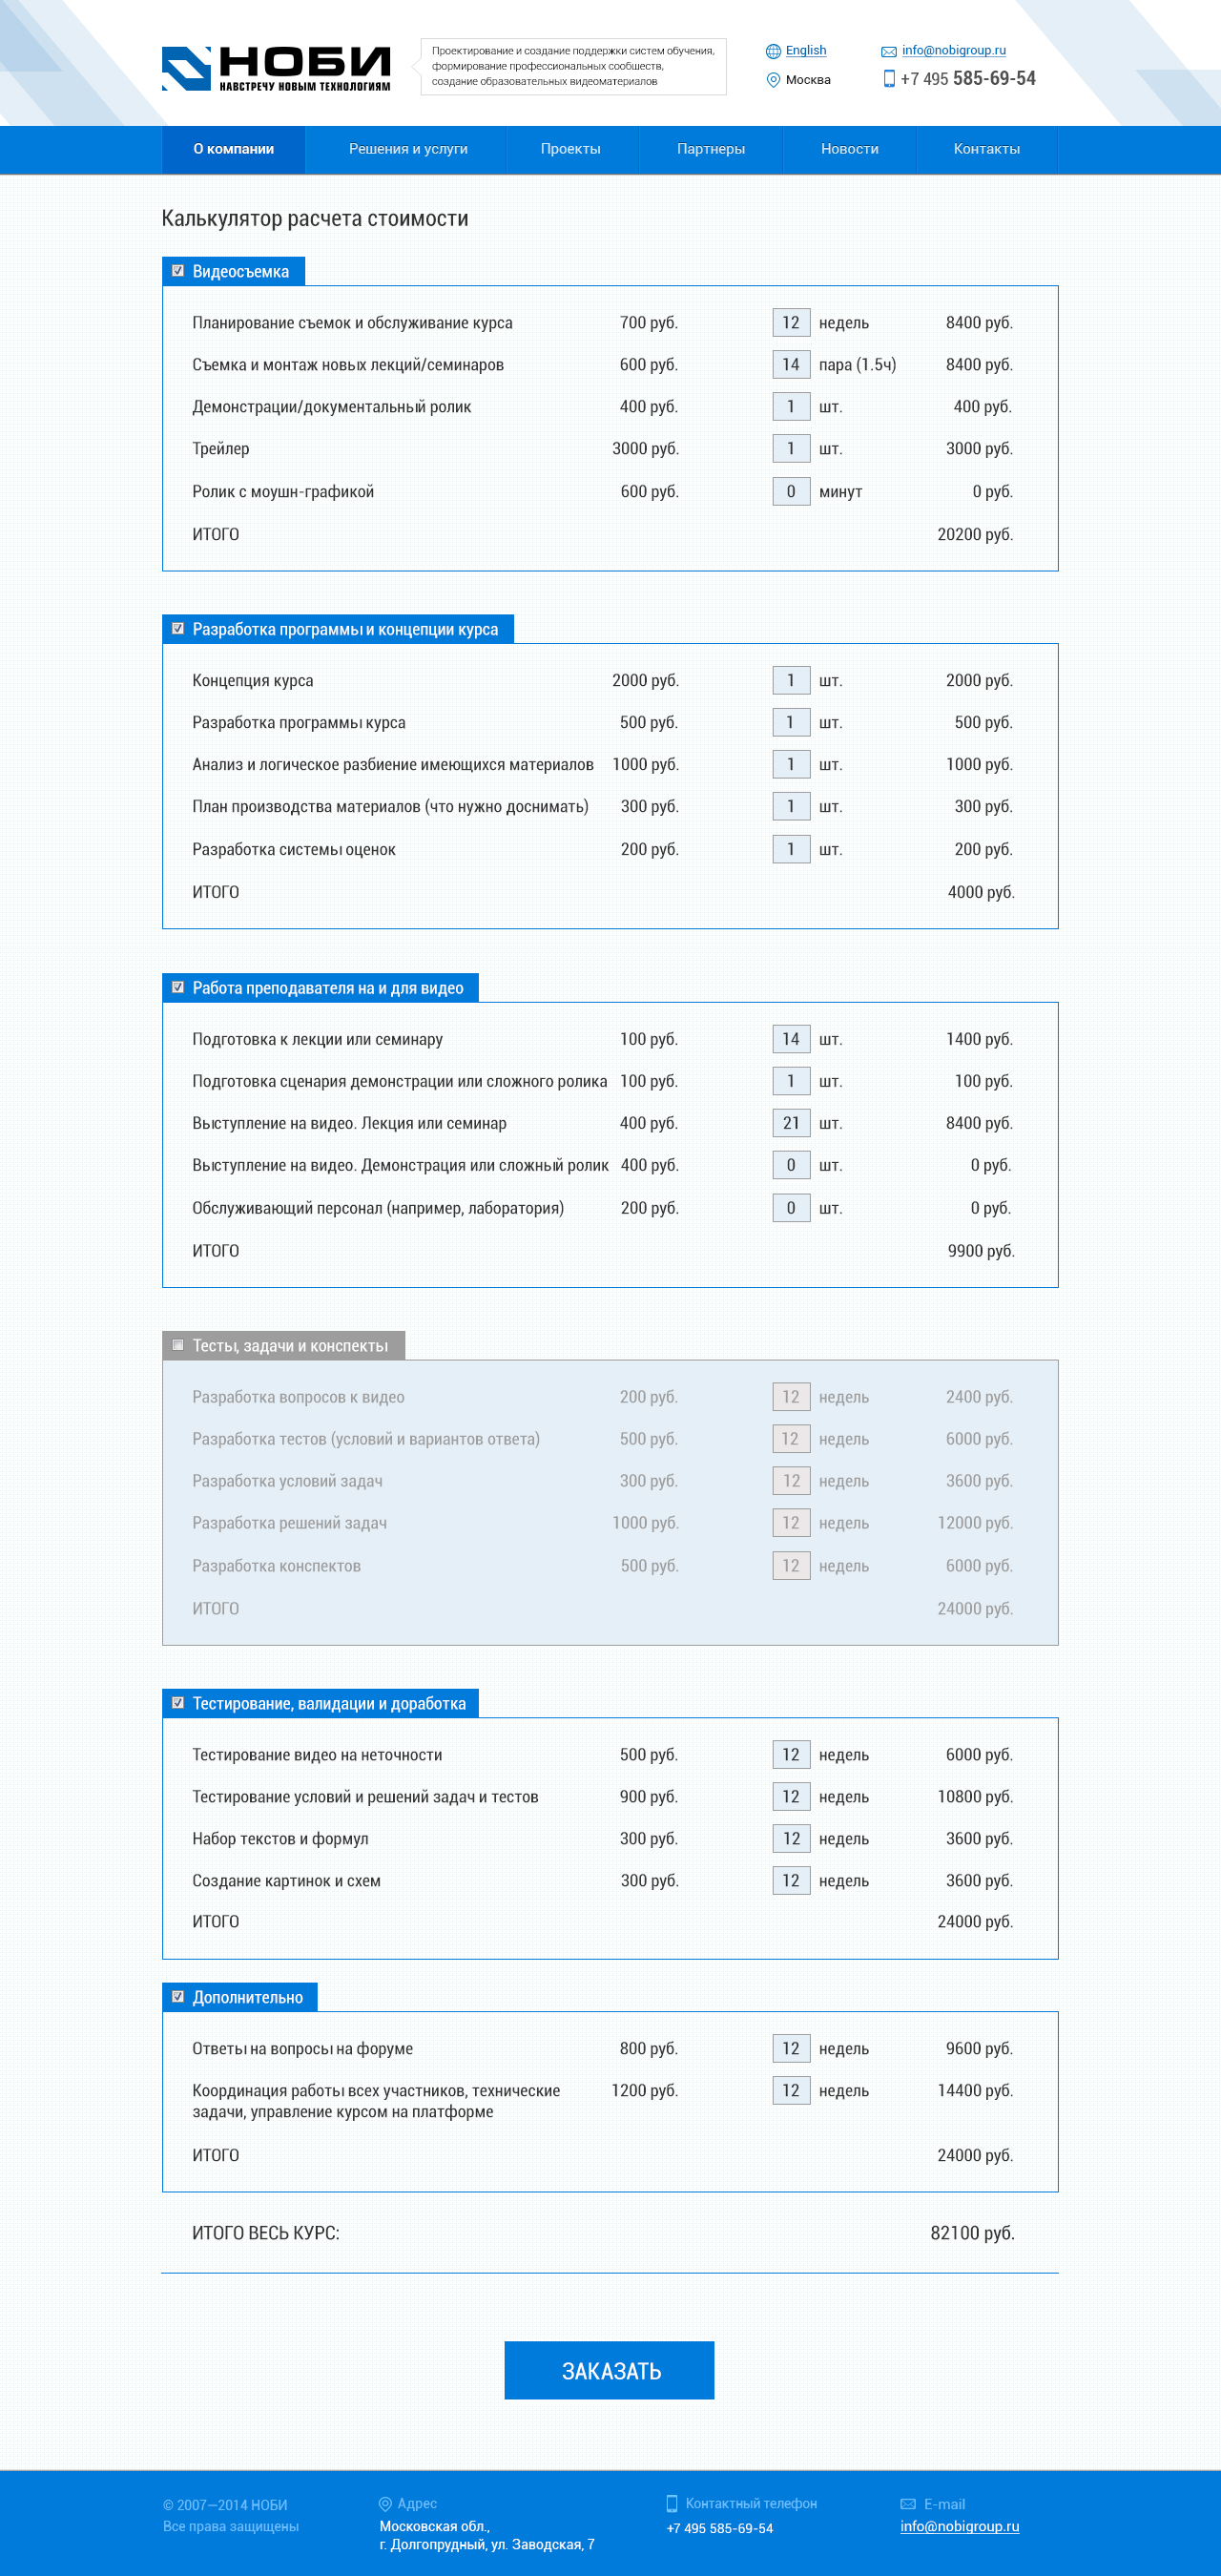 НОБИ
НАВСТРЕЧУ НОВЫМ ТЕХНОЛОГИЯМ
Проектирование и создание поддержки систем обучения,
формирование профессиональных сообществ,
создание образовательных видеоматериалов
English
info@nobigroup.ru
Москва
+7 495 585-69-54
О компании Решения и услуги Проекты Партнеры Новости Контакты
Калькулятор расчета стоимости
Видеосъемка
Планирование съемок и обслуживание курса 700 руб. 12 недель 8400 руб.
Съемка и монтаж новых лекций/семинаров 600 руб. 14 пара (1.5ч) 8400 руб.
Демонстрации/документальный ролик 400 руб. 1 шт. 400 руб.
Трейлер 3000 руб. 1 шт. 3000 руб.
Ролик с моушн-графикой 600 руб. 0 минут 0 руб.
ИТОГО 20200 руб.
Разработка программы и концепции курса
Концепция курса 2000 руб. 1 шт. 2000 руб.
Разработка программы курса 500 руб. 1 шт. 500 руб.
Анализ и логическое разбиение имеющихся материалов 1000 руб. 1 шт. 1000 руб.
План производства материалов (что нужно доснимать) 300 руб. 1 шт. 300 руб.
Разработка системы оценок 200 руб. 1 шт. 200 руб.
ИТОГО 4000 руб.
Работа преподавателя на и для видео
Подготовка к лекции или семинару 100 руб. 14 шт. 1400 руб.
Подготовка сценария демонстрации или сложного ролика 100 руб. 1 шт. 100 руб.
Выступление на видео. Лекция или семинар 400 руб. 21 шт. 8400 руб.
Выступление на видео. Демонстрация или сложный ролик 400 руб. 0 шт. 0 руб.
Обслуживающий персонал (например, лаборатория) 200 руб. 0 шт. 0 руб.
ИТОГО 9900 руб.
Тесты, задачи и конспекты
Разработка вопросов к видео 200 руб. 12 недель 2400 руб.
Разработка тестов (условий и вариантов ответа) 500 руб. 12 недель 6000 руб.
Разработка условий задач 300 руб. 12 недель 3600 руб.
Разработка решений задач 1000 руб. 12 недель 12000 руб.
Разработка конспектов 500 руб. 12 недель 6000 руб.
ИТОГО 24000 руб.
Тестирование, валидации и доработка
Тестирование видео на неточности 500 руб. 12 недель 6000 руб.
Тестирование условий и решений задач и тестов 900 руб. 12 недель 10800 руб.
Набор текстов и формул 300 руб. 12 недель 3600 руб.
Создание картинок и схем 300 руб. 12 недель 3600 руб.
ИТОГО 24000 руб.
Дополнительно
Ответы на вопросы на форуме 800 руб. 12 недель 9600 руб.
Координация работы всех участников, технические 1200 руб. 12 недель 14400 руб.
задачи, управление курсом на платформе
ИТОГО 24000 руб.
ИТОГО ВЕСЬ КУРС: 82100 руб.
ЗАКАЗАТЬ
© 2007—2014 НОБИ
Все права защищены
Адрес
Московская обл.,
г. Долгопрудный, ул. Заводская, 7
Контактный телефон
+7 495 585-69-54
E-mail
info@nobigroup.ru